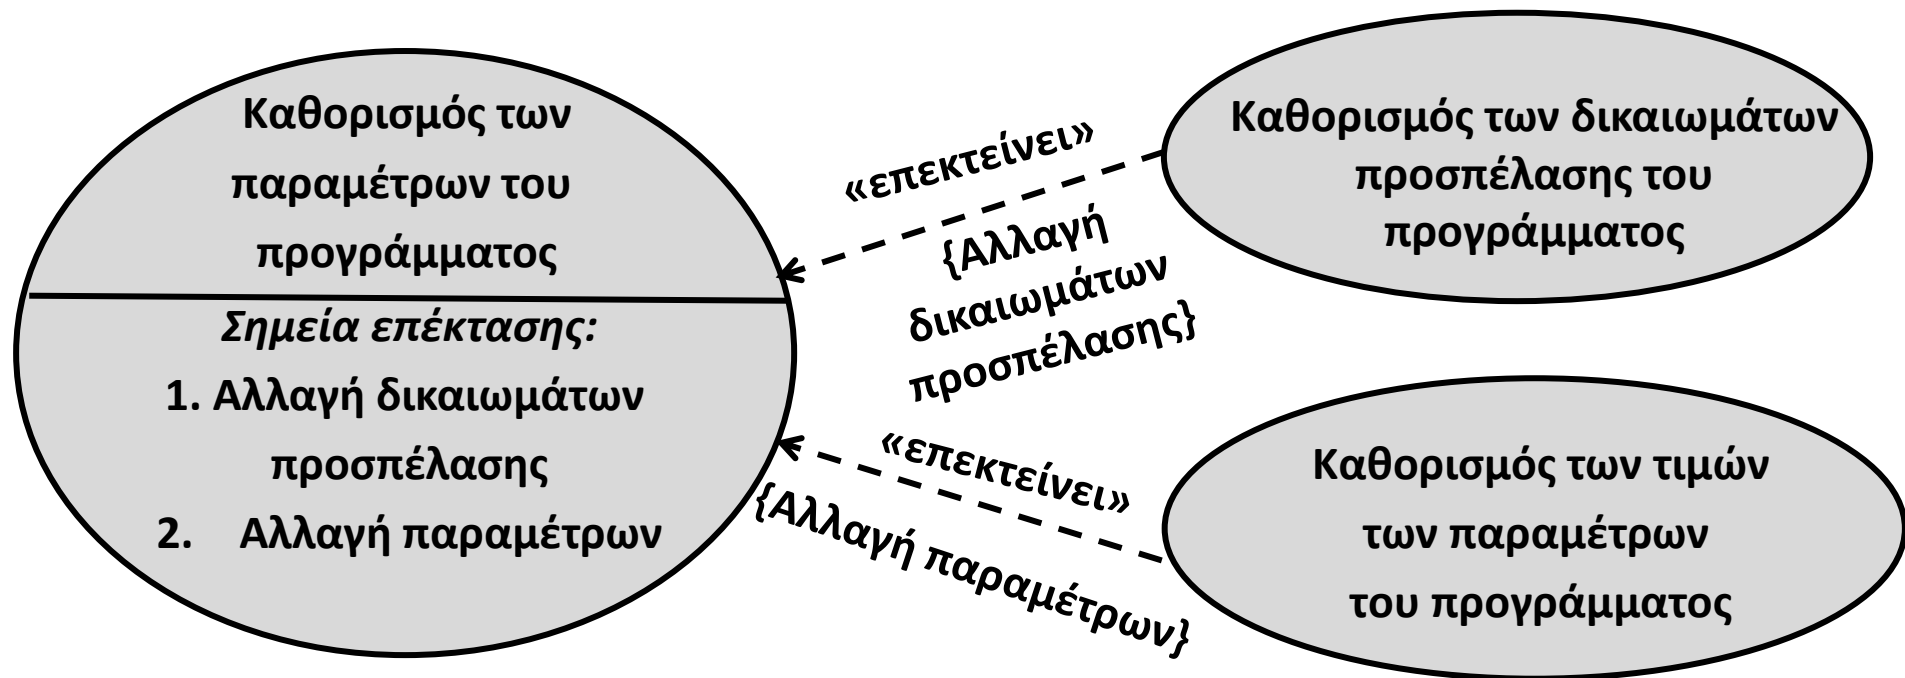 Καθορισμός των
παραμέτρων του
προγράμματος
Σημεία επέκτασης:
1. Αλλαγή δικαιωμάτων
προσπέλασης
2. Αλλαγή παραμέτρων
«επεκτείνει»
{Αλλαγή
δικαιωμάτων
προσπέλασης}
Καθορισμός των δικαιωμάτων
προσπέλασης του
προγράμματος
«επεκτείνει»
{Αλλαγή παραμέτρων}
Καθορισμός των τιμών
των παραμέτρων
του προγράμματος